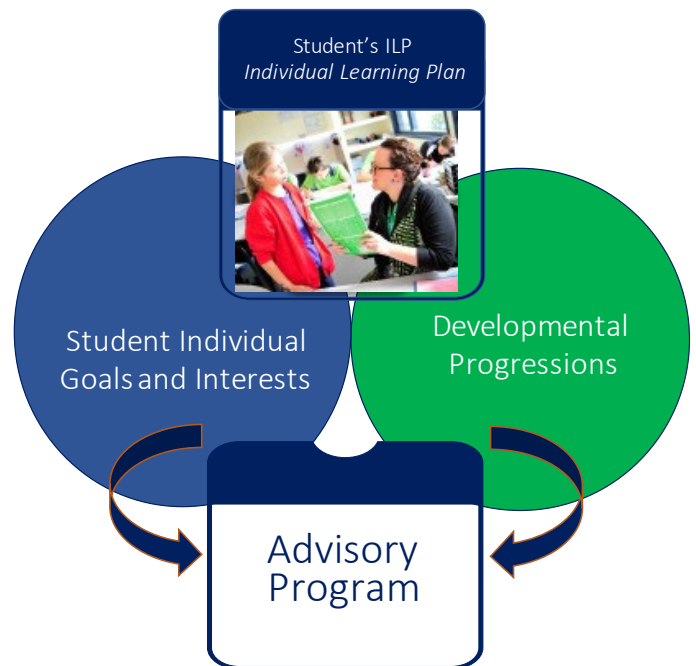 Student’s ILP
Individual Learning Plan
Student Individual
Goals and Interests
Developmental
Progressions
Advisory
Program